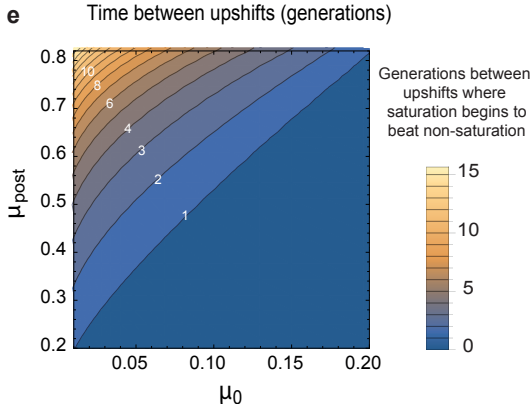 e
Time between upshifts (generations)
0.8
0.7
0.6
0.5
0.4
0.3
0.2
μpost
10
8
6
4
3
2
1
0.05
0.10
0.15
0.20
μ0
Generations between
upshifts where
saturation begins to
beat non-saturation
15
10
5
0